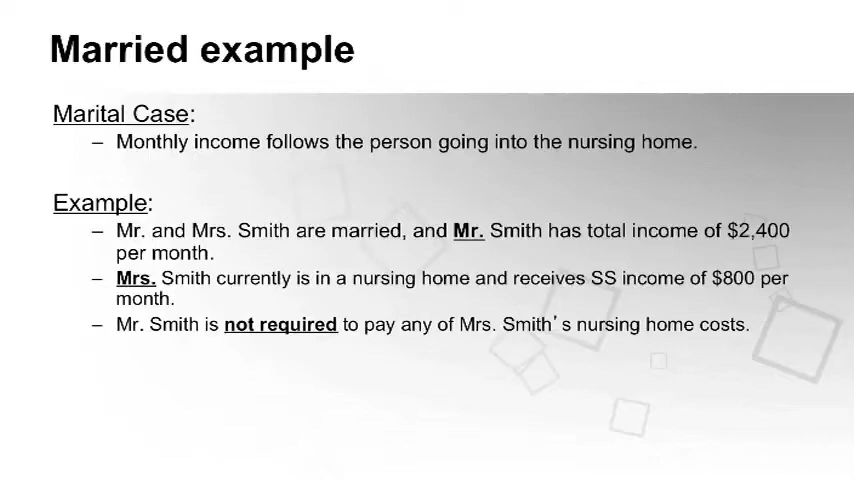 Married example
Marital Case:
– Monthly income follows the person going into the nursing home.
Example:
– Mr. and Mrs. Smith are married, and Mr. Smith has total income of $2,400
per month.
– Mrs. Smith currently is in a nursing home and receives SS income of $800 per
month.
– Mr. Smith is not required to pay any of Mrs. Smith's nursing home costs.